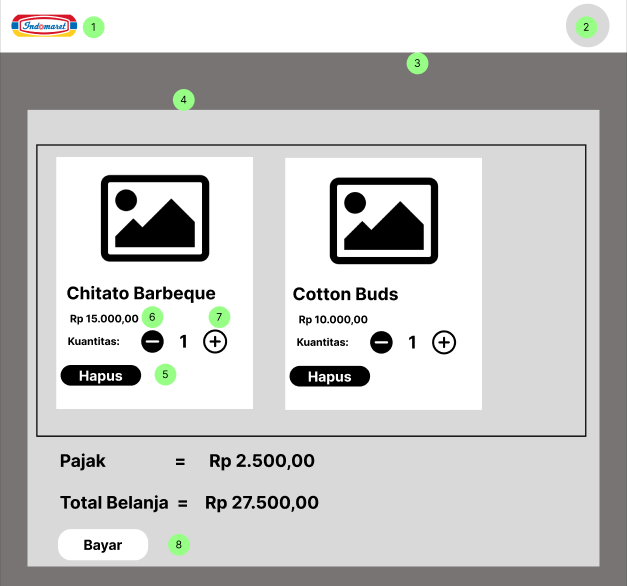 Indomaret 1 2
3
4
Chitato Barbeque
Rp 15.000,00 6 7
Kuantitas: 1
Hapus 5
Cotton Buds
Rp 10.000,00
Kuantitas: 1
Hapus
Pajak = Rp 2.500,00
Total Belanja = Rp 27.500,00
Bayar 8